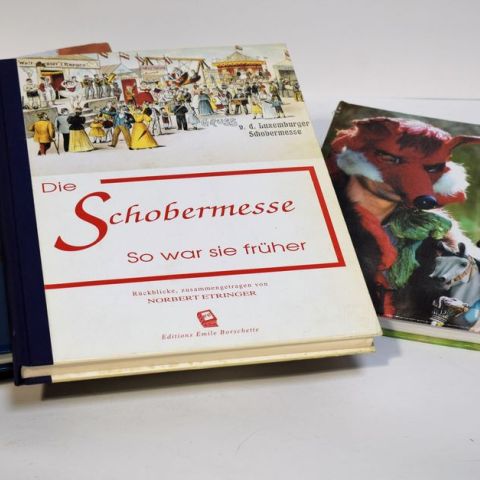 v. d. Luxemburger
Schobermesse
Die
Schobermesse
So war sie früher
Rückblicke, zusammengetragen von
NORBERT ETRINGER
Editions Emile Borschette